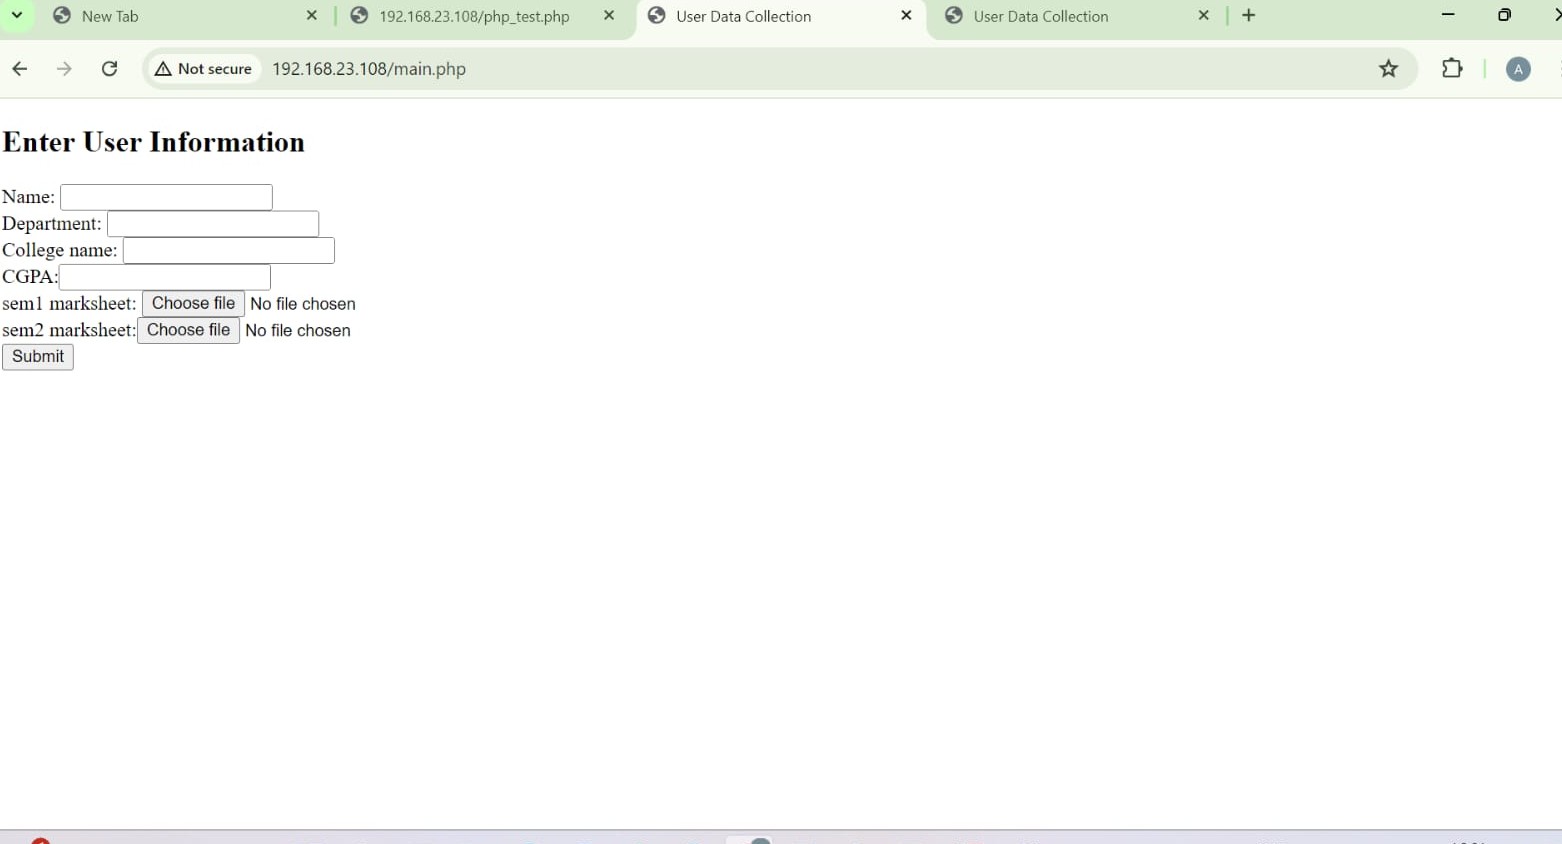 New Tab
192.168.23.108/php_test.php
User Data Collection
User Data Collection
Not secure
192.168.23.108/main.php
A
Enter User Information
Name:
Department:
College name:
CGPA:
sem1 marksheet: Choose file No file chosen
sem2 marksheet: Choose file No file chosen
Submit